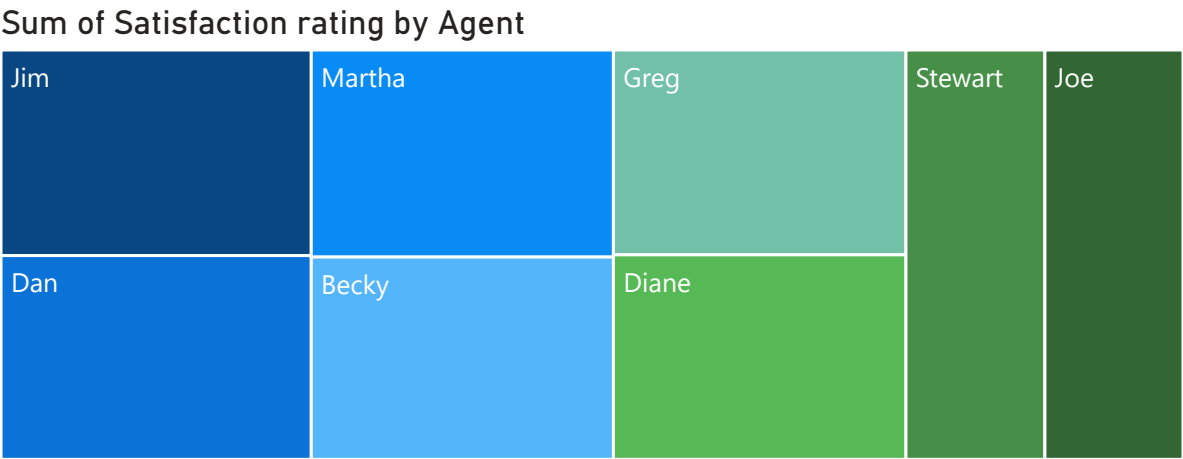 Sum of Satisfaction rating by Agent
Jim
Martha
Greg
Stewart
Joe
Dan
Becky
Diane